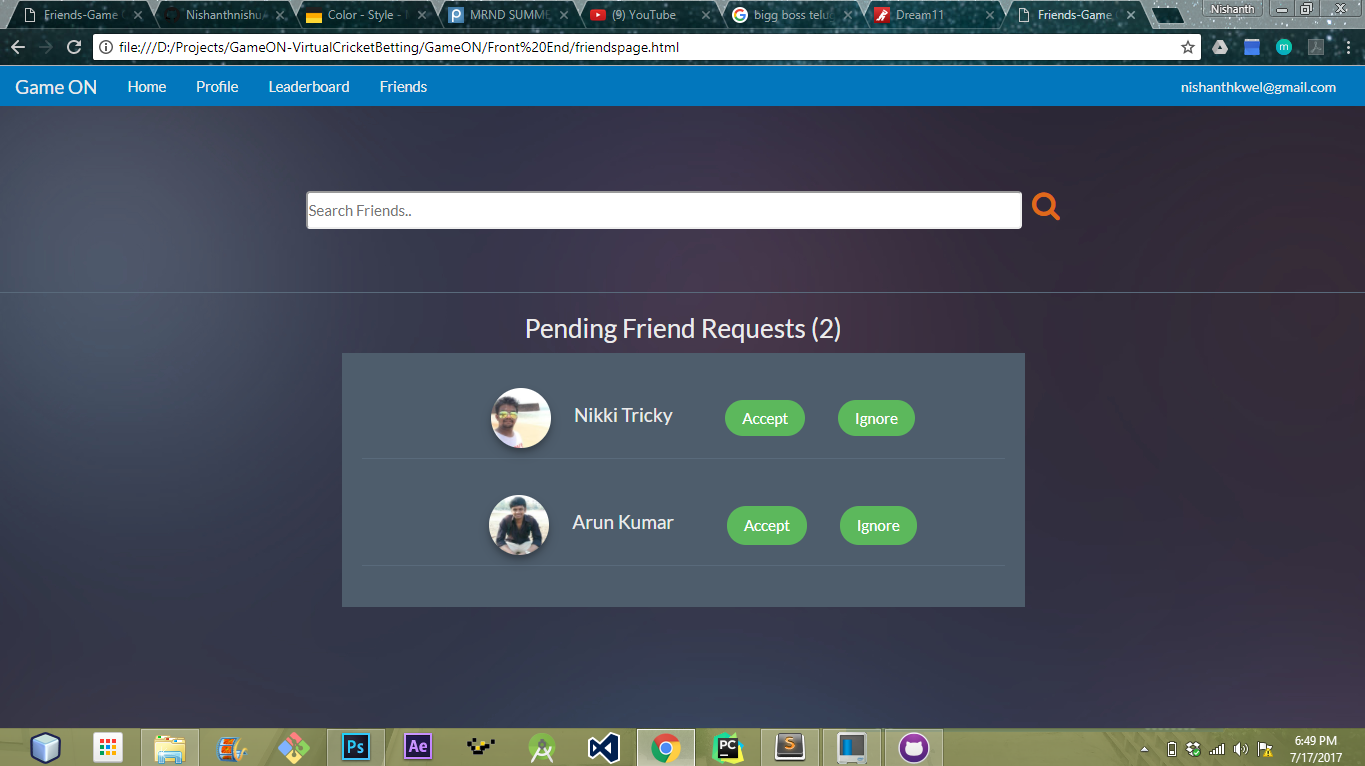 Friends-Game
Nishanthnishu
Color - Style -
MRND SUMME
(9) YouTube
bigg boss telu
Dream11
Friends-Game
Nishanth
file:///D:/Projects/GameON-VirtualCricketBetting/GameON/Front%20End/friendspage.html
m
Game ON
Home
Profile
Leaderboard
Friends
nishanthkwel@gmail.com
Search Friends..
Pending Friend Requests (2)
Nikki Tricky
Accept
Ignore
Arun Kumar
Accept
Ignore
Ps
Ae
PC
S
6:49 PM
7/17/2017